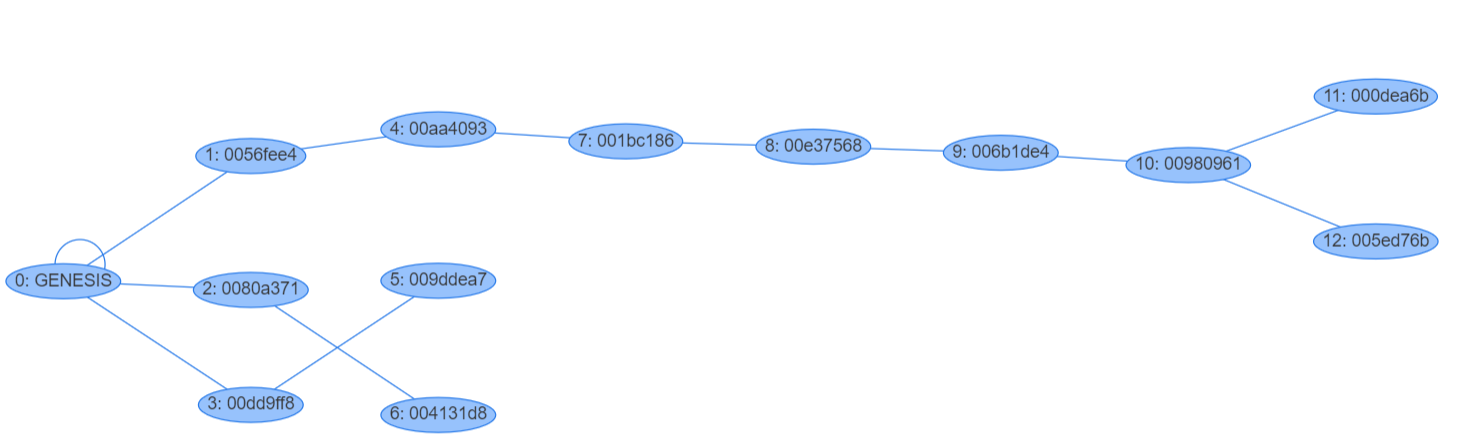 11: 000dea6b
4: 00aa4093
7: 001bc186
8: 00e37568
9: 006b1de4
1: 0056fee4
10: 00980961
12: 005ed76b
0: GENESIS
2: 0080a371
5: 009ddea7
3: 00dd9ff8
6: 004131d8